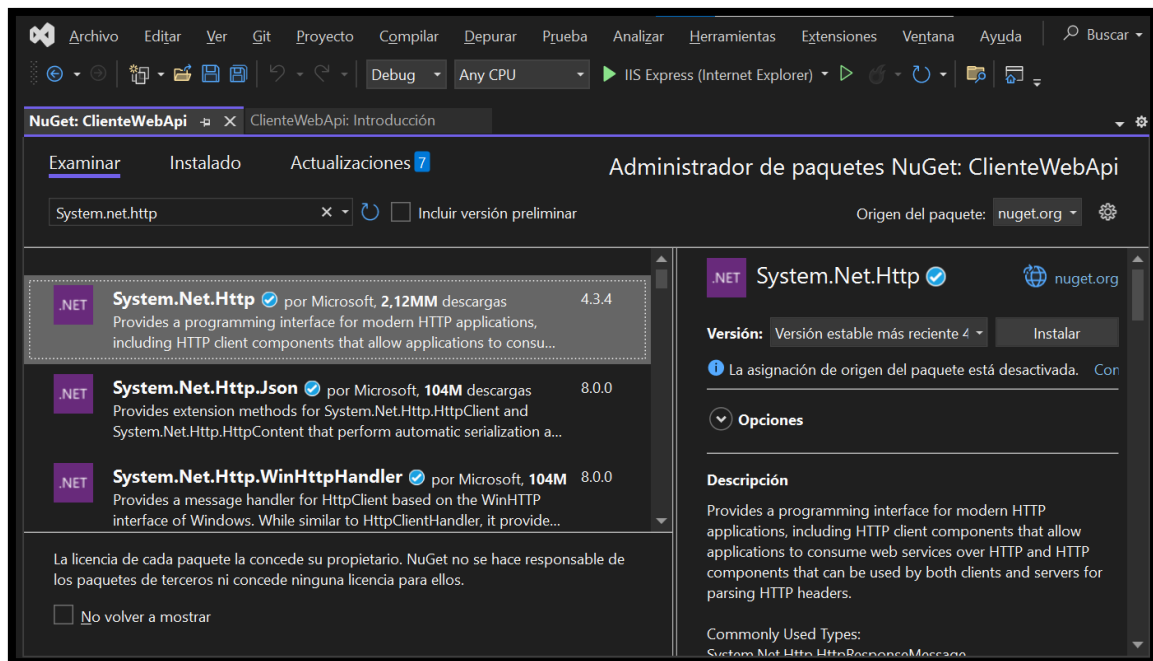 Archivo Editar Ver Git Proyecto Compilar Depurar Prueba Analizar Herramientas Extensiones Ventana Ayuda Buscar
Debug Any CPU IIS Express (Internet Explorer)
NuGet: ClienteWebApi ClienteWebApi: Introducción
Examinar Instalado Actualizaciones 7
Administrador de paquetes NuGet: ClienteWebApi
System.net.http Incluir versión preliminar
Origen del paquete: nuget.org
.NET System.Net.Http por Microsoft, 2,12MM descargas 4.3.4
Provides a programming interface for modern HTTP applications,
including HTTP client components that allow applications to consu...
.NET System.Net.Http.Json por Microsoft, 104M descargas 8.0.0
Provides extension methods for System.Net.Http.HttpClient and
System.Net.Http.HttpContent that perform automatic serialization a...
.NET System.Net.Http.WinHttpHandler por Microsoft, 104M 8.0.0
Provides a message handler for HttpClient based on the WinHTTP
interface of Windows. While similar to HttpClientHandler, it provide...
La licencia de cada paquete la concede su propietario. NuGet no se hace responsable de
los paquetes de terceros ni concede ninguna licencia para ellos.
No volver a mostrar
.NET System.Net.Http nuget.org
Versión: Versión estable más reciente 4 Instalar
La asignación de origen del paquete está desactivada. Con
Opciones
Descripción
Provides a programming interface for modern HTTP
applications, including HTTP client components that allow
applications to consume web services over HTTP and HTTP
components that can be used by both clients and servers for
parsing HTTP headers.
Commonly Used Types:
System.Net.Http.HttpResponseMessage